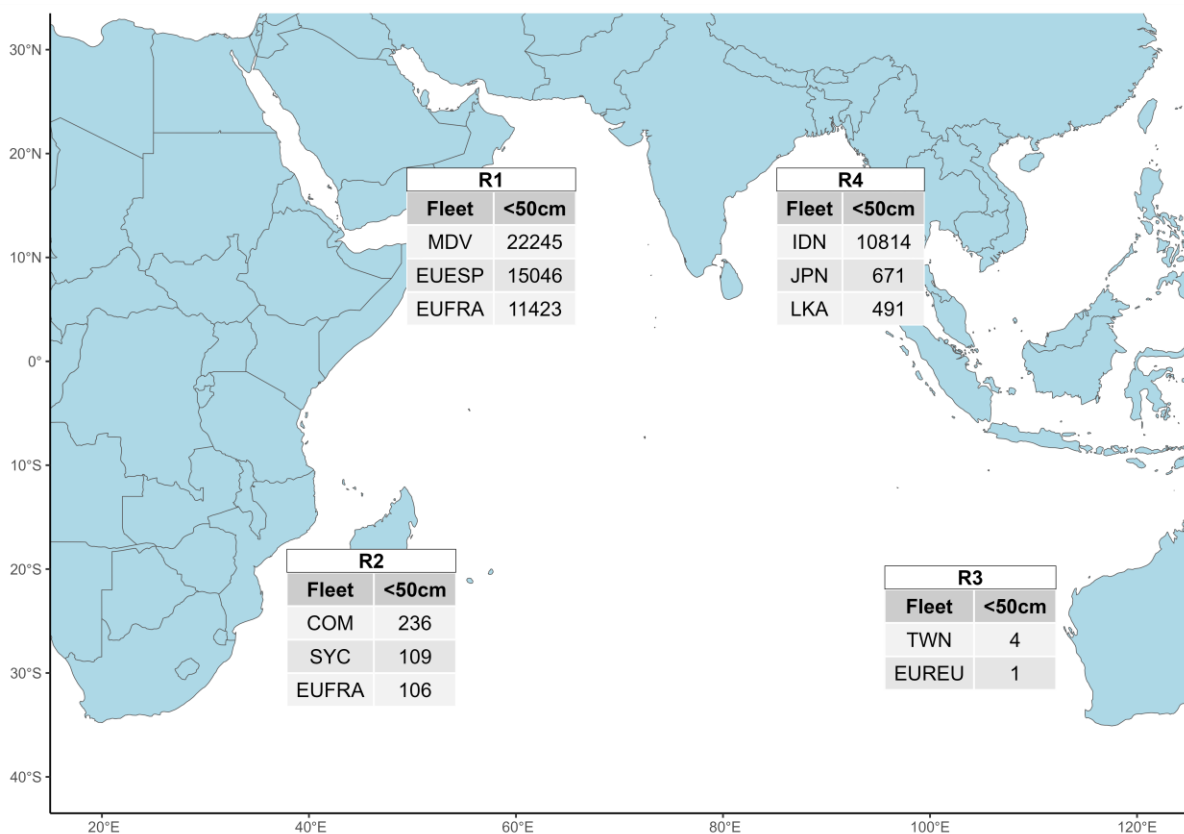 30°N
20°N
10°N
0°
10°S
20°S
30°S
40°S
R1
Fleet <50cm
MDV 22245
EUESP 15046
EUFRA 11423
R4
Fleet <50cm
IDN 10814
JPN 671
LKA 491
R2
Fleet <50cm
COM 236
SYC 109
EUFRA 106
R3
Fleet <50cm
TWN 4
EUREU 1
20°E 40°E 60°E 80°E 100°E 120°E